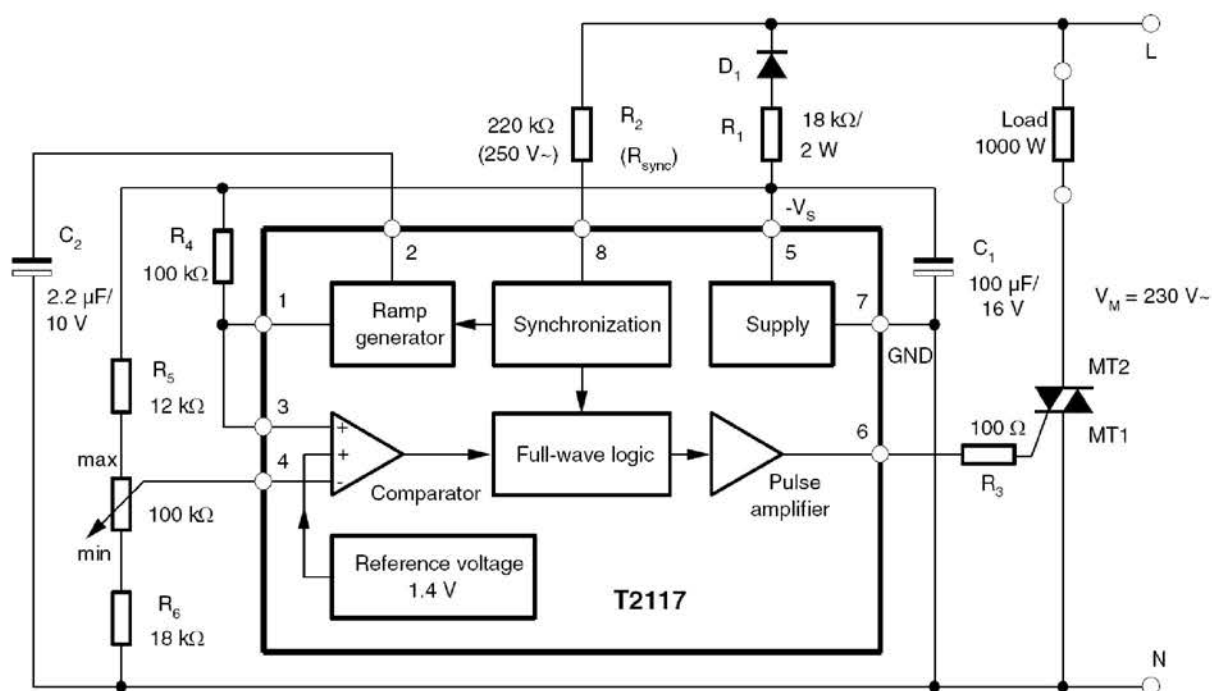 L
D₁
R₂
220 kΩ
(250 V~)
(R_sync)
R₁
18 kΩ/
2 W
Load
1000 W
-V_S
C₂
2.2 µF/
10 V
R₄
100 kΩ
2
8
5
C₁
100 µF/
16 V
V_M = 230 V~
1
Ramp
generator
Synchronization
Supply
7
GND
R₅
12 kΩ
MT2
MT1
3
+
+
-
4
Comparator
Full-wave logic
Pulse
amplifier
6
100 Ω
R₃
max
100 kΩ
min
Reference voltage
1.4 V
T2117
R₆
18 kΩ
N